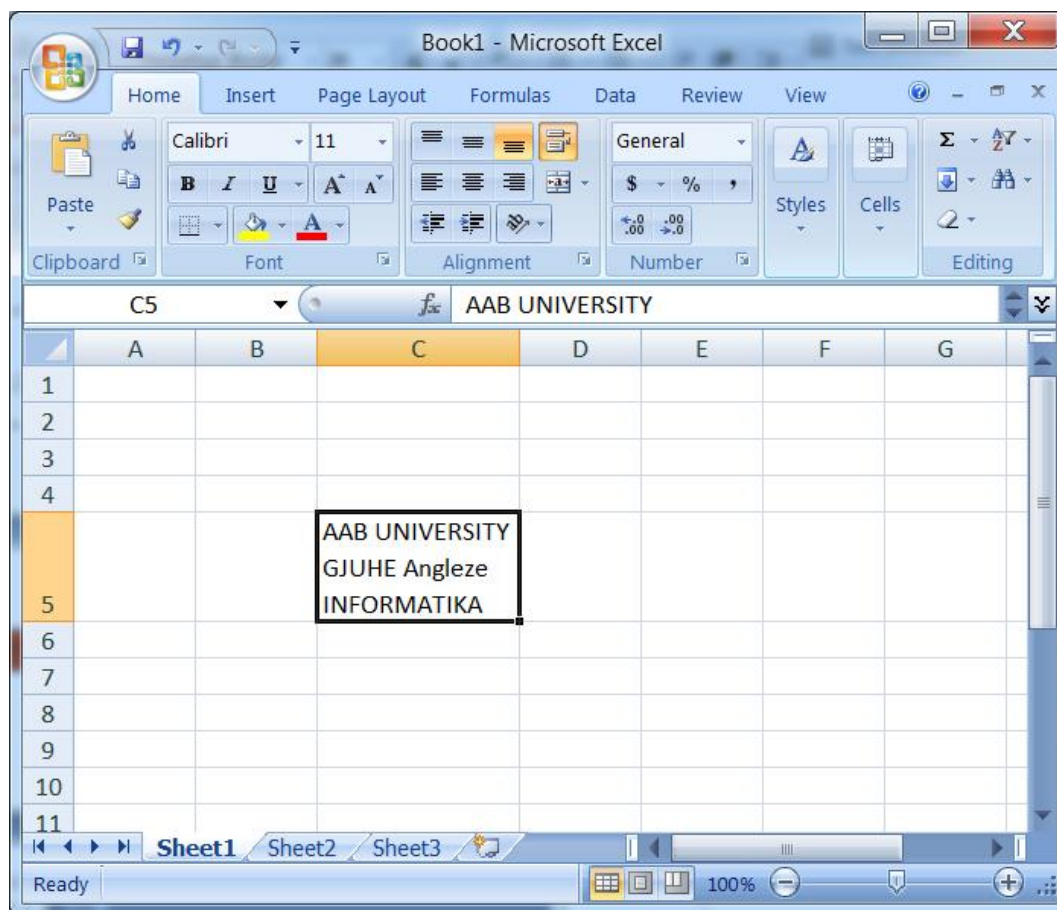 Book1 - Microsoft Excel
Home Insert Page Layout Formulas Data Review View
Calibri 11 General
B I U A A $ % , Σ
Paste Styles Cells
Clipboard Font Alignment Number Editing
C5 fx AAB UNIVERSITY
A B C D E F G
1
2
3
4
AAB UNIVERSITY
GJUHE Angleze
5 INFORMATIKA
6
7
8
9
10
11
Sheet1 Sheet2 Sheet3
Ready 100%